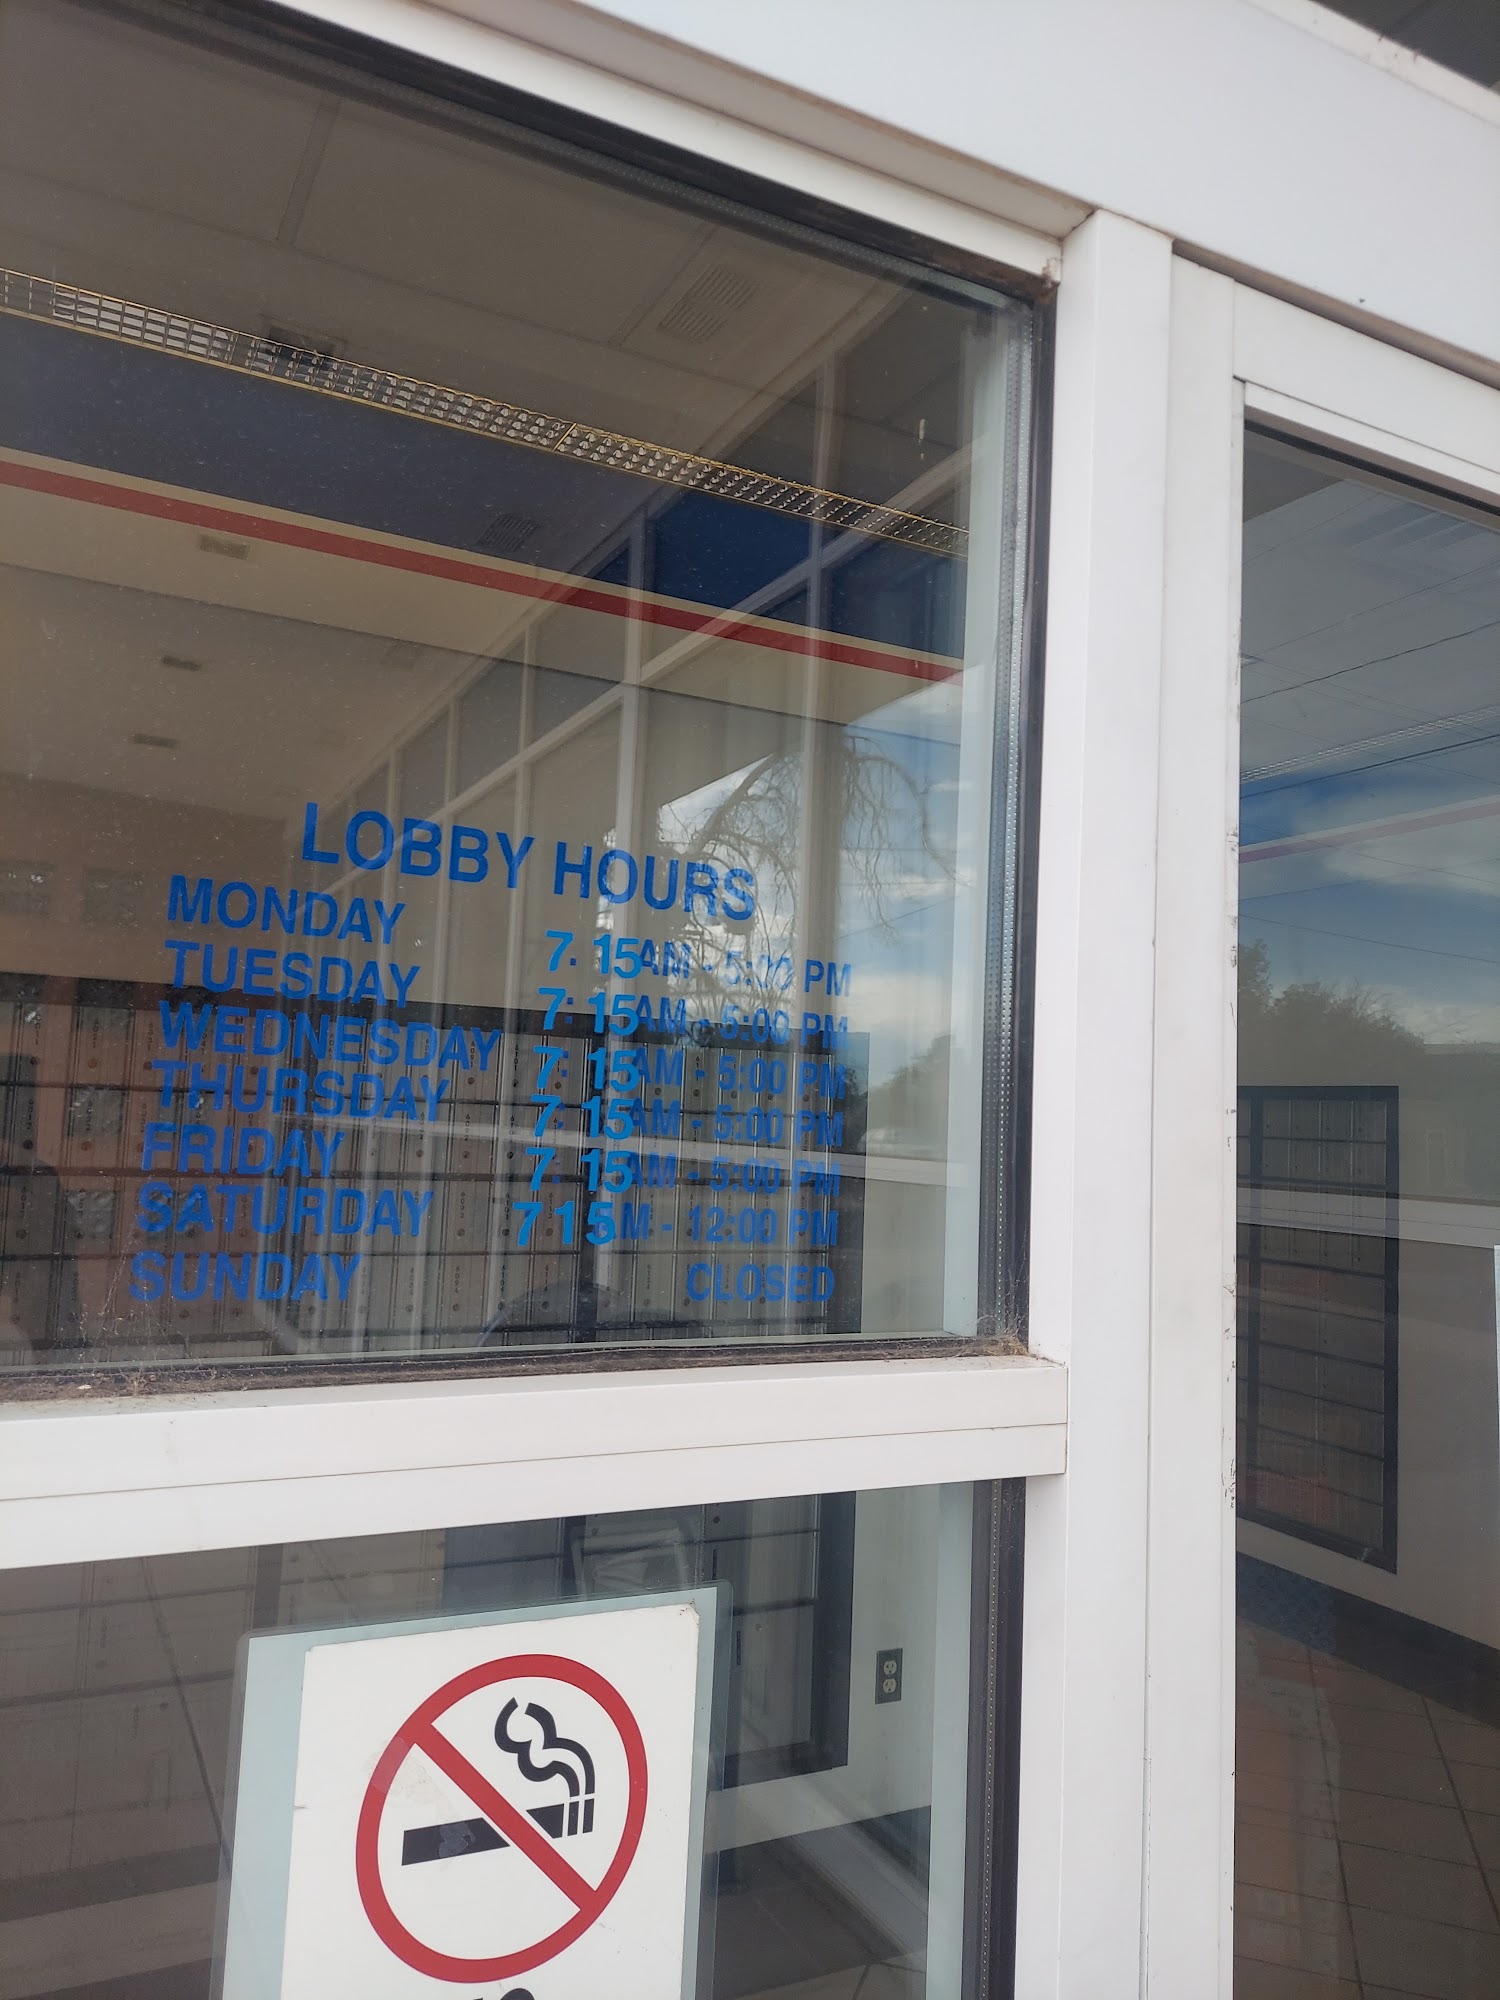 LOBBY HOURS
MONDAY 7: 15AM - 5:00 PM
TUESDAY 7: 15AM - 5:00 PM
WEDNESDAY 7: 15AM - 5:00 PM
THURSDAY 7: 15AM - 5:00 PM
FRIDAY 7: 15AM - 5:00 PM
SATURDAY 7 15 M - 12:00 PM
SUNDAY CLOSED